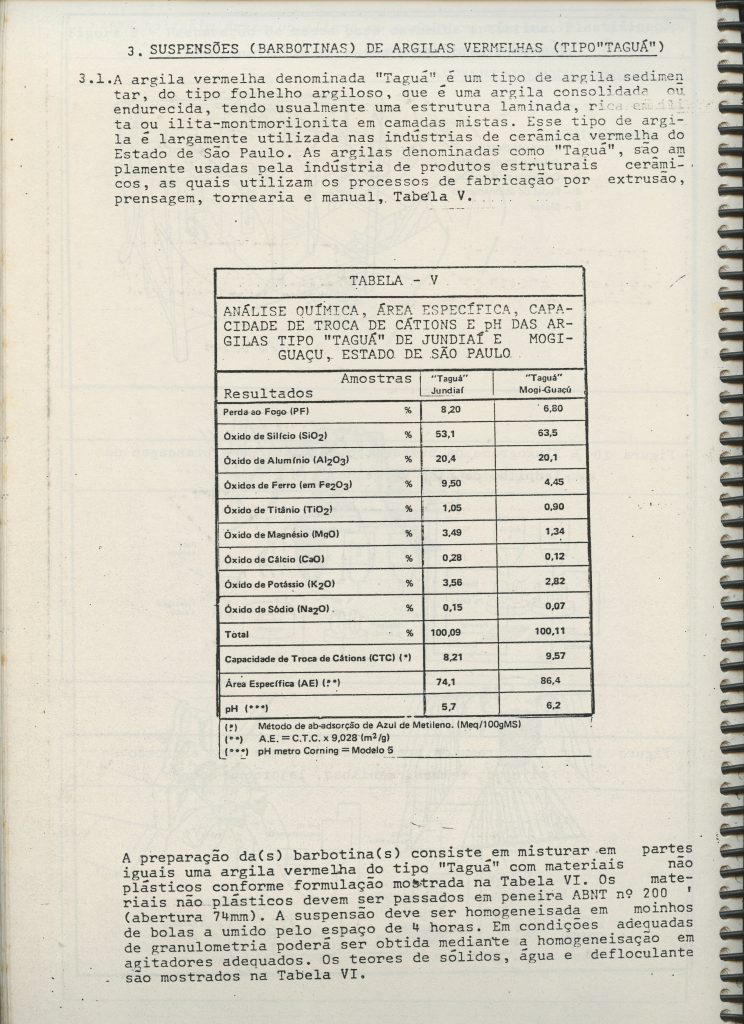 3. SUSPENSÕES (BARBOTINAS) DE ARGILAS VERMELHAS (TIPO"TAGUÁ")
3.1.A argila vermelha denominada "Taguá" é um tipo de argila sedimen
tar, do tipo folhelho argiloso, que é uma argila consolidada ou
endurecida, tendo usualmente uma estrutura laminada, rica em ili
ta ou ilita-montmorilonita em camadas mistas. Esse tipo de argi-
la é largamente utilizada nas indústrias de cerâmica vermelha do
Estado de São Paulo. As argilas denominadas como "Taguá", são am
plamente usadas pela indústria de produtos estruturais cerâmi-
cos, as quais utilizam os processos de fabricação por extrusão,
prensagem, tornearia e manual, Tabela V.
TABELA - V
ANÁLISE QUÍMICA, ÁREA ESPECÍFICA, CAPA-
CIDADE DE TROCA DE CÁTIONS E pH DAS AR-
GILAS TIPO "TAGUÁ" DE JUNDIAÍ E MOGI-
GUAÇU, ESTADO DE SÃO PAULO
Amostras "Taguá" "Taguá"
Resultados Jundiaí Mogi-Guaçú
Perda ao Fogo (PF) % 8,20 6,80
Óxido de Silício (SiO2) % 53,1 63,5
Óxido de Alumínio (Al2O3) % 20,4 20,1
Óxidos de Ferro (em Fe2O3) % 9,50 4,45
Óxido de Titânio (TiO2) % 1,05 0,90
Óxido de Magnésio (MgO) % 3,49 1,34
Óxido de Cálcio (CaO) % 0,28 0,12
Óxido de Potássio (K2O) % 3,56 2,82
Óxido de Sódio (Na2O) % 0,15 0,07
Total % 100,09 100,11
Capacidade de Troca de Cátions (CTC) (*) 8,21 9,57
Área Específica (AE) (**) 74,1 86,4
pH (***) 5,7 6,2
(*) Método de ab-adsorção de Azul de Metileno. (Meq/100gMS)
(**) A.E. = C.T.C. x 9,028 (m2/g)
(***) pH metro Corning = Modelo 5
A preparação da(s) barbotina(s) consiste em misturar em partes
iguais uma argila vermelha do tipo "Taguá" com materiais não
plásticos conforme formulação mostrada na Tabela VI. Os mate-
riais não plásticos devem ser passados em peneira ABNT nº 200
(abertura 74mm). A suspensão deve ser homogeneisada em moinhos
de bolas a umido pelo espaço de 4 horas. Em condições adequadas
de granulometria poderá ser obtida mediante a homogeneisação em
agitadores adequados. Os teores de sólidos, água e defloculante
são mostrados na Tabela VI.